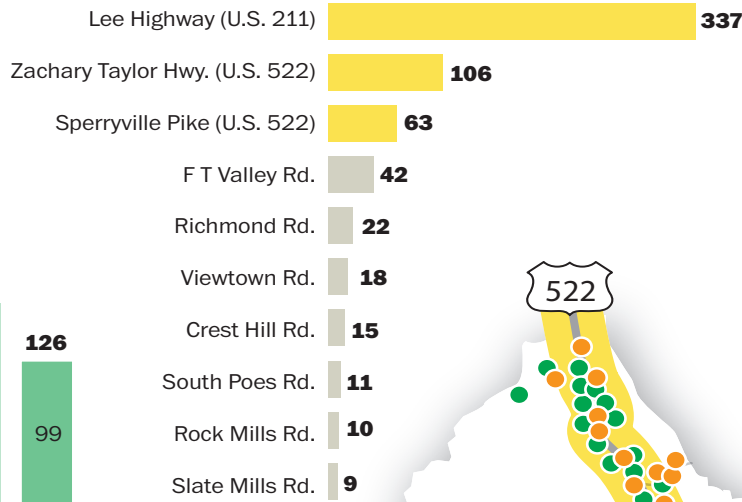 Lee Highway (U.S. 211) 337
Zachary Taylor Hwy. (U.S. 522) 106
Sperryville Pike (U.S. 522) 63
F T Valley Rd. 42
Richmond Rd. 22
Viewtown Rd. 18
Crest Hill Rd. 15
South Poes Rd. 11
Rock Mills Rd. 10
Slate Mills Rd. 9
126
99
522